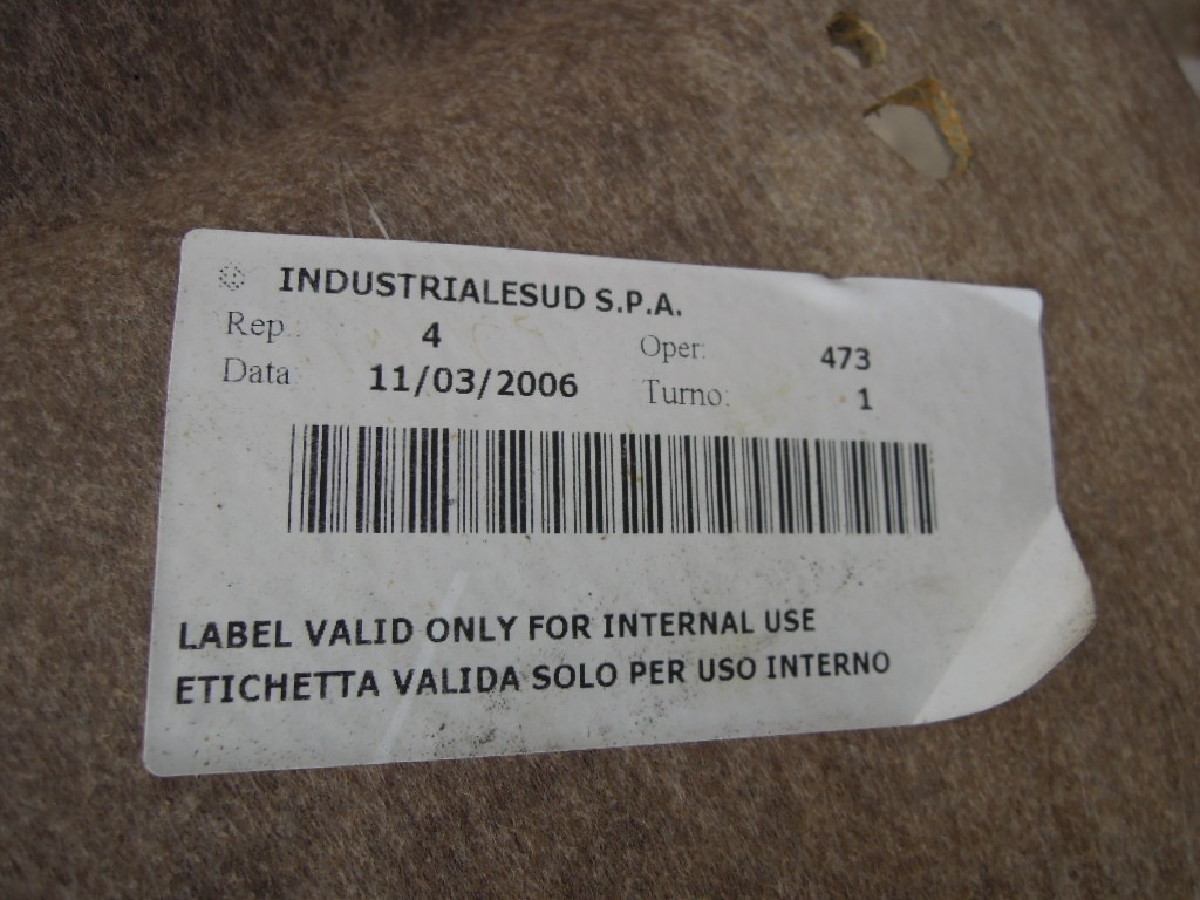 INDUSTRIALESUD S.P.A.
Rep.: 4 Oper: 473
Data: 11/03/2006 Turno: 1
LABEL VALID ONLY FOR INTERNAL USE
ETICHETTA VALIDA SOLO PER USO INTERNO